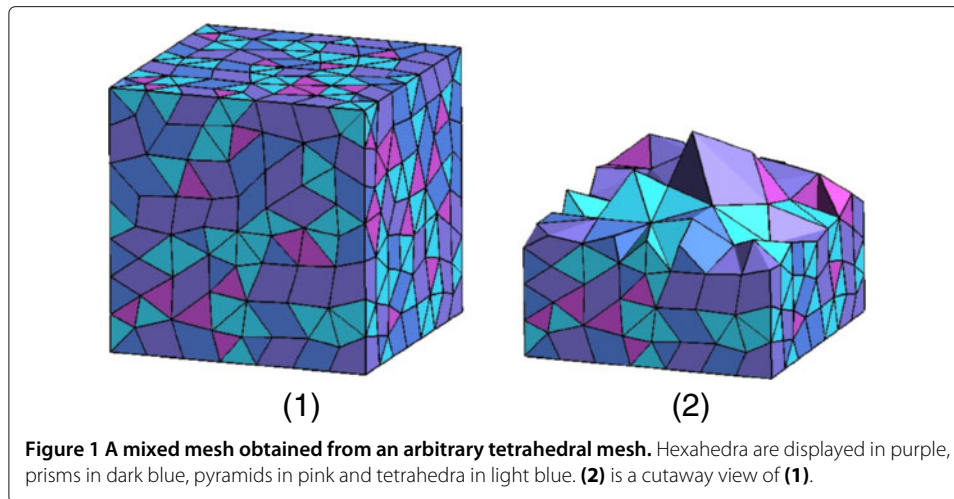 (1)
(2)
Figure 1 A mixed mesh obtained from an arbitrary tetrahedral mesh. Hexahedra are displayed in purple,
prisms in dark blue, pyramids in pink and tetrahedra in light blue. (2) is a cutaway view of (1).